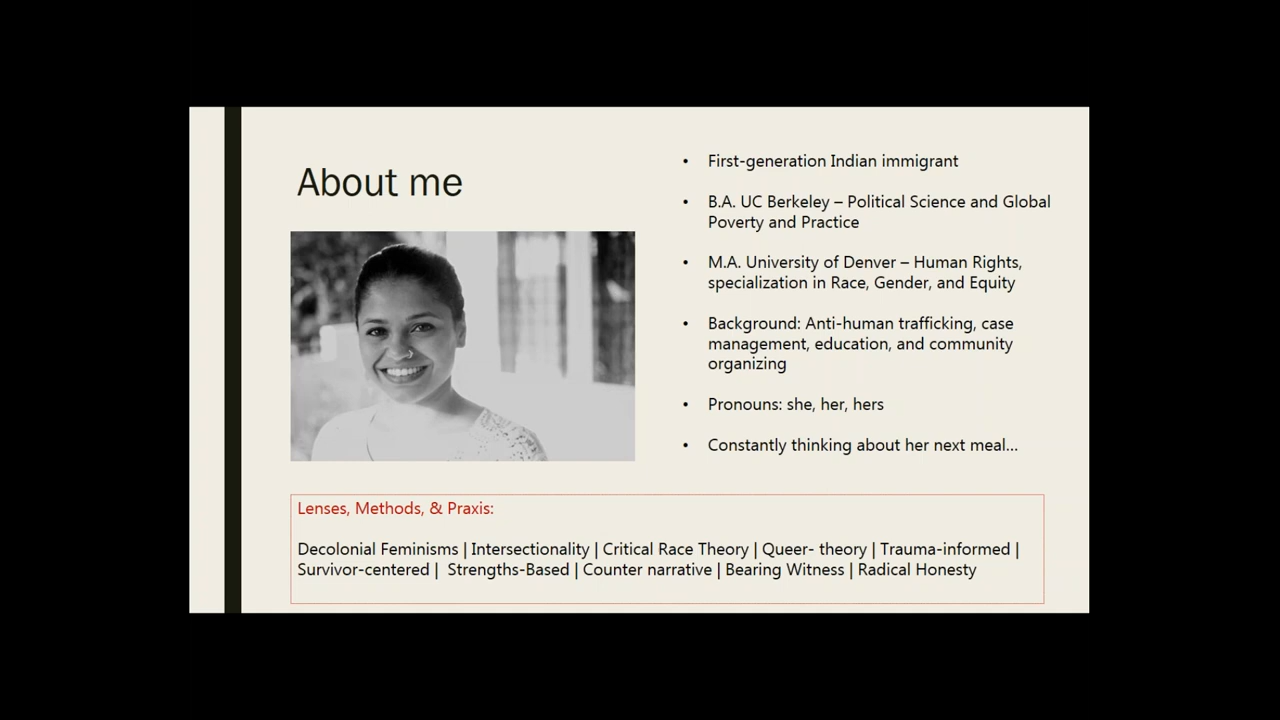 About me
• First-generation Indian immigrant
• B.A. UC Berkeley – Political Science and Global
Poverty and Practice
• M.A. University of Denver – Human Rights,
specialization in Race, Gender, and Equity
• Background: Anti-human trafficking, case
management, education, and community
organizing
• Pronouns: she, her, hers
• Constantly thinking about her next meal...
Lenses, Methods, & Praxis:
Decolonial Feminisms | Intersectionality | Critical Race Theory | Queer- theory | Trauma-informed |
Survivor-centered |  Strengths-Based | Counter narrative | Bearing Witness | Radical Honesty